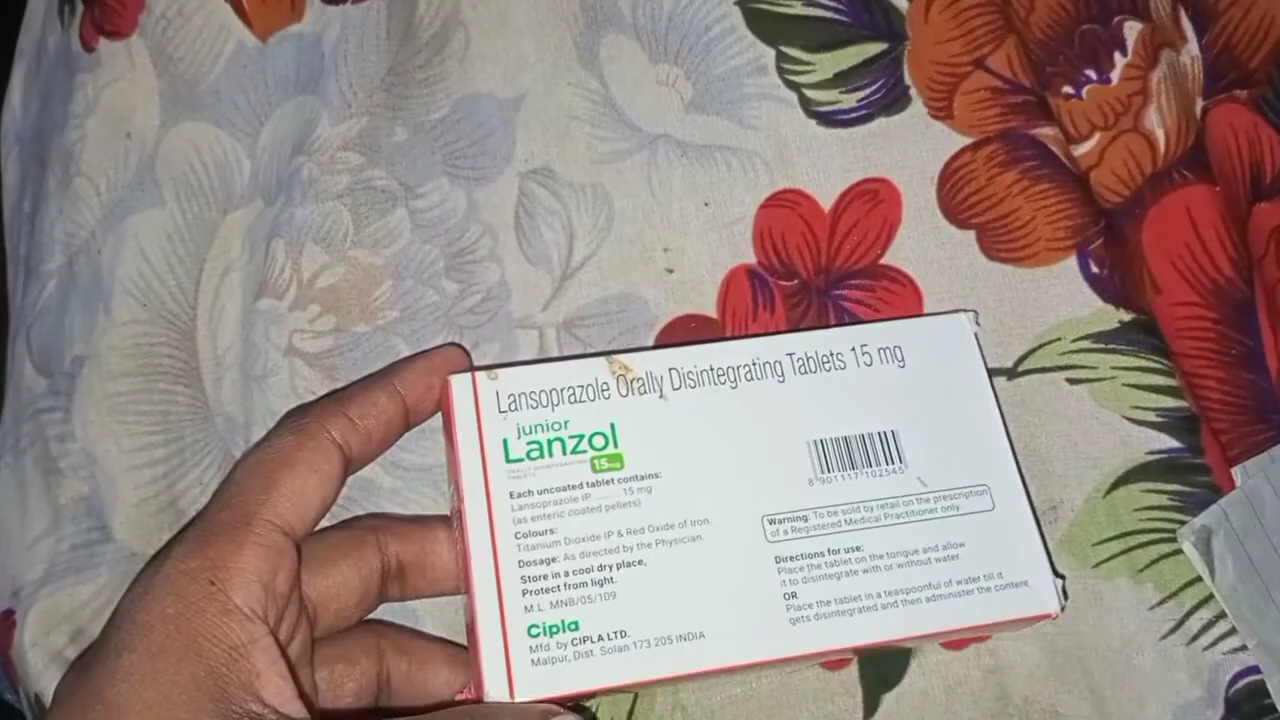 Lansoprazole Orally Disintegrating Tablets 15 mg
junior
Lanzol
ORALLY DISINTEGRATING
TABLETS
15mg
Each uncoated tablet contains:
Lansoprazole IP ......... 15 mg
(as enteric coated pellets)
Colours:
Titanium Dioxide IP & Red Oxide of Iron.
Dosage: As directed by the Physician.
Store in a cool dry place,
Protect from light.
M.L. MNB/05/109
Cipla
Mfd. by CIPLA LTD.
Malpur, Dist. Solan 173 205 INDIA
8 901117 102545
Warning: To be sold by retail on the prescription
of a Registered Medical Practitioner only.
Directions for use:
Place the tablet on the tongue and allow
it to disintegrate with or without water.
OR
Place the tablet in a teaspoonful of water till it
gets disintegrated and then administer the content.